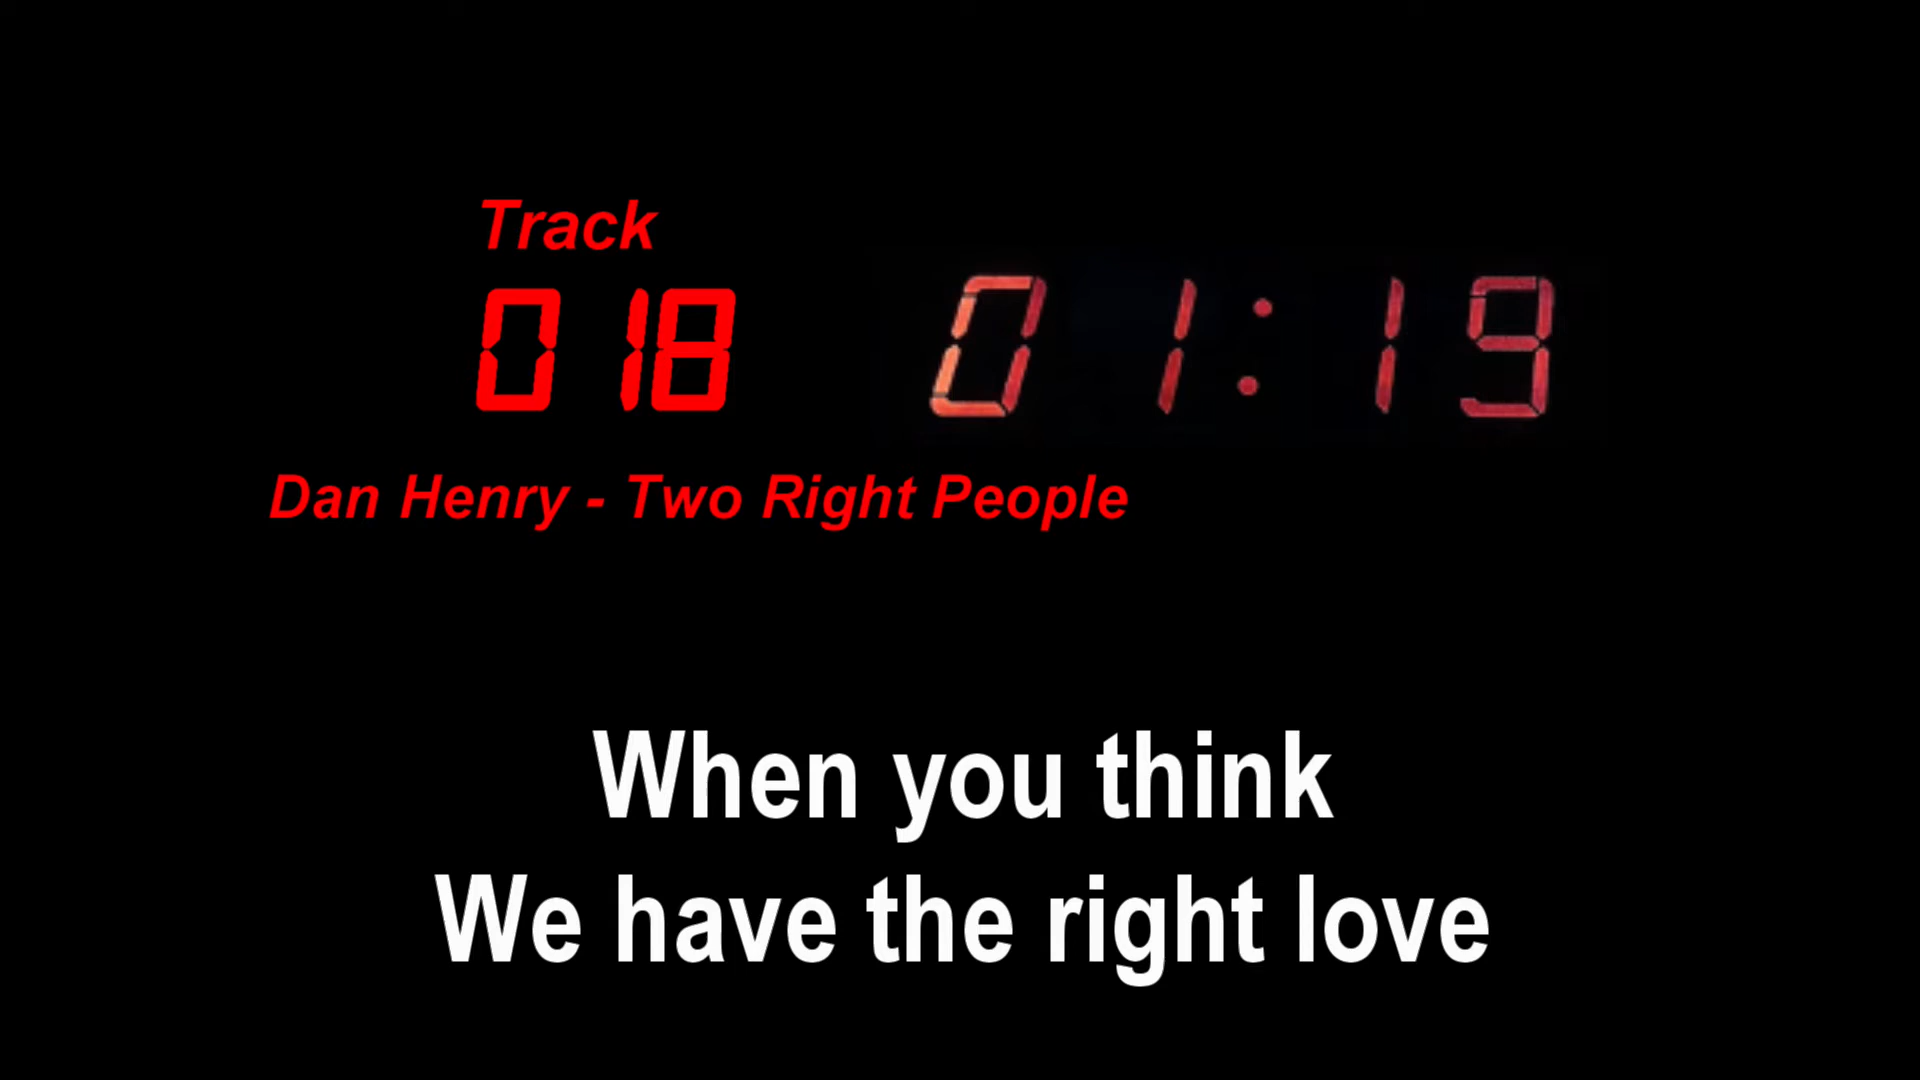 Track
018 01:19
Dan Henry - Two Right People
When you think
We have the right love